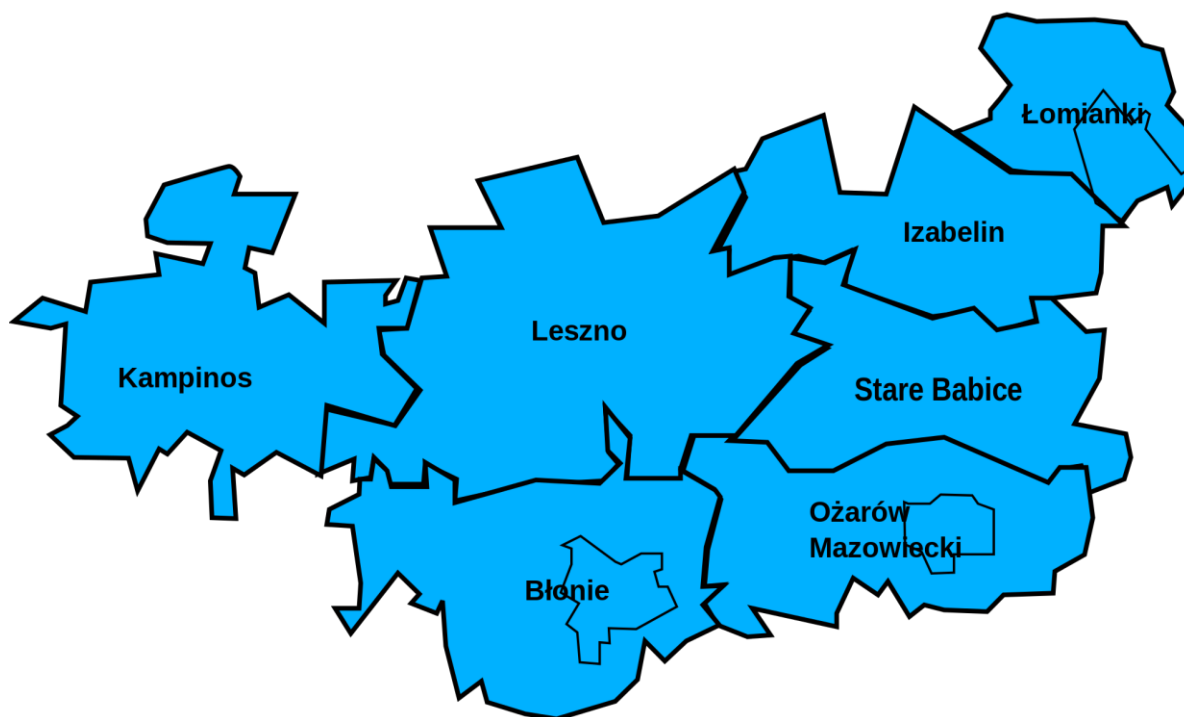 Łomianki
Izabelin
Leszno
Kampinos
Stare Babice
Ożarów
Mazowiecki
Błonie